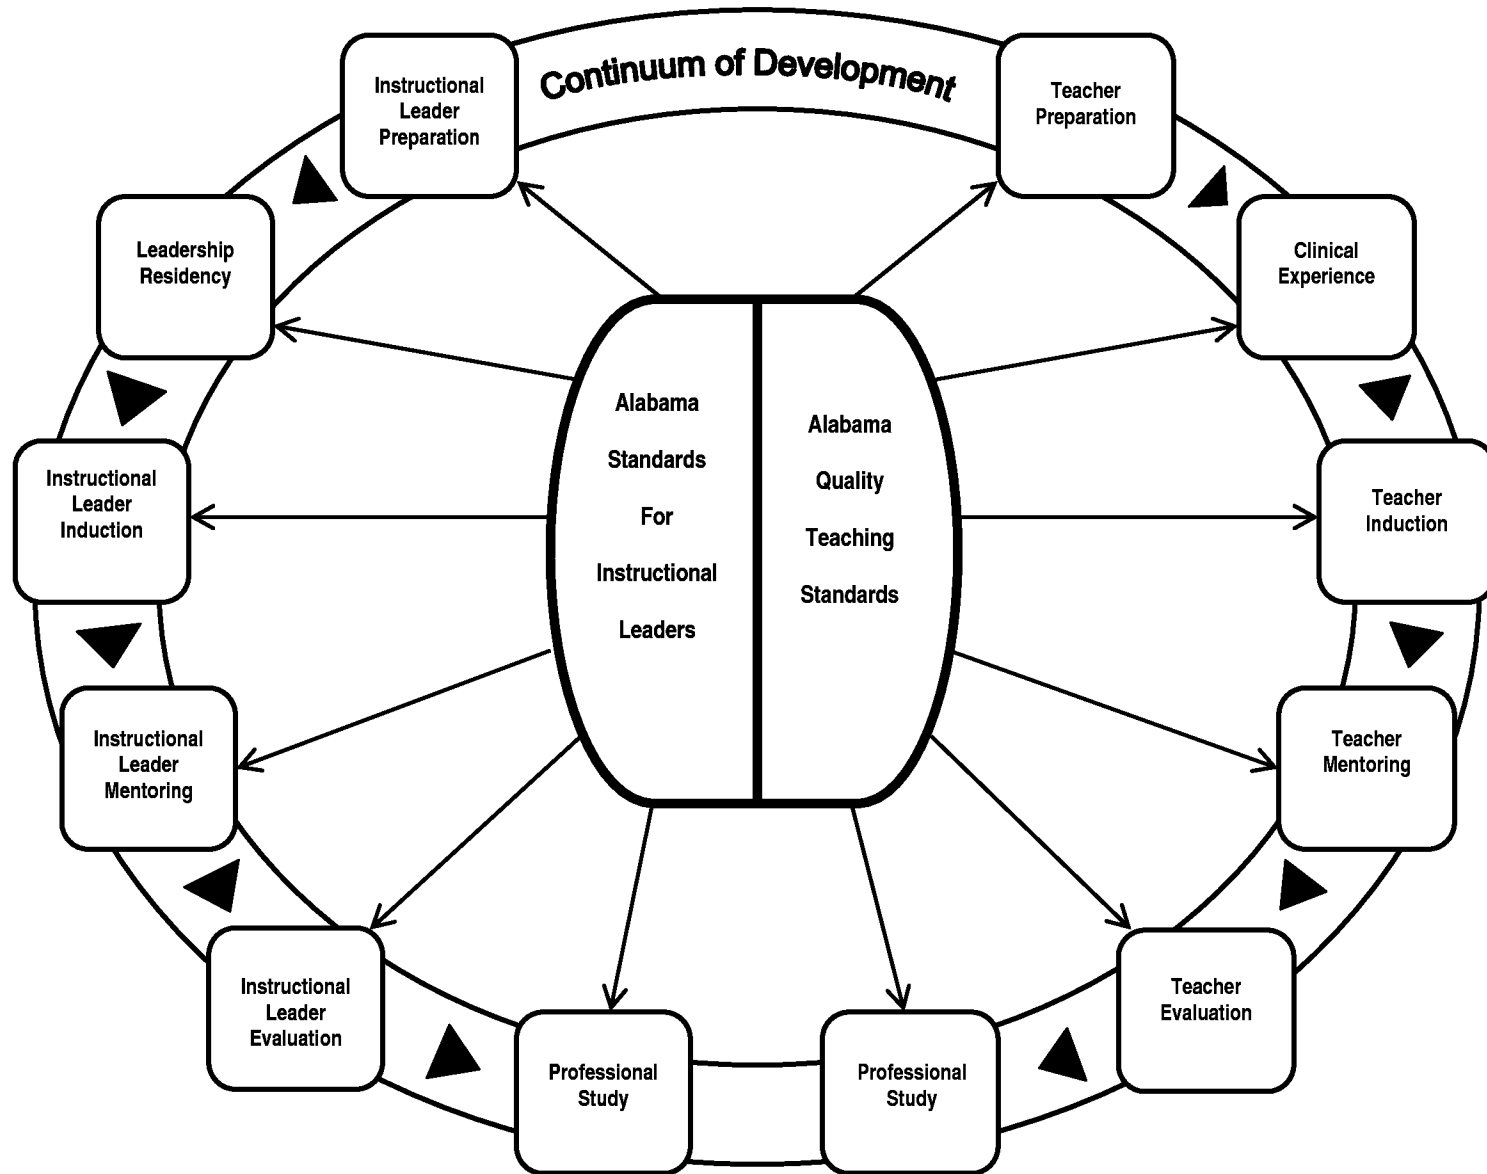 Continuum of Development
Instructional
Leader
Preparation
Teacher
Preparation
Leadership
Residency
Clinical
Experience
Alabama
Standards
For
Instructional
Leaders
Alabama
Quality
Teaching
Standards
Instructional
Leader
Induction
Teacher
Induction
Instructional
Leader
Mentoring
Teacher
Mentoring
Instructional
Leader
Evaluation
Teacher
Evaluation
Professional
Study
Professional
Study